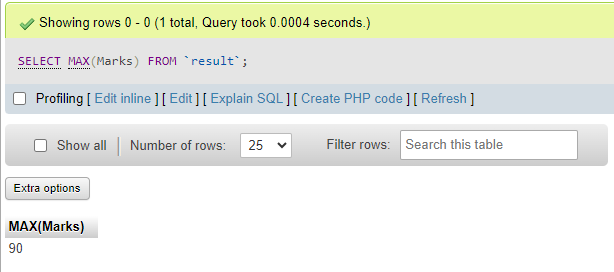 Showing rows 0 - 0 (1 total, Query took 0.0004 seconds.)
SELECT MAX(Marks) FROM `result`;
Profiling [ Edit inline ] [ Edit ] [ Explain SQL ] [ Create PHP code ] [ Refresh ]
Show all Number of rows: 25 Filter rows: Search this table
Extra options
MAX(Marks)
90